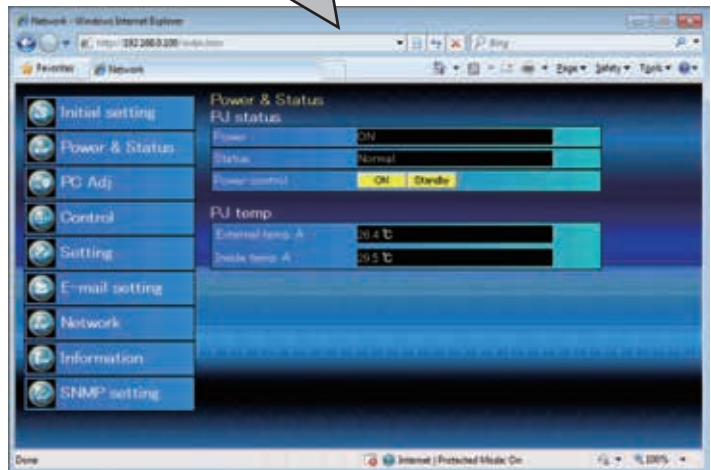 Network - Windows Internet Explorer
Favorites Network
Page Safety Tools
Initial setting
Power & Status
PC Adj
Control
Setting
E-mail setting
Network
Information
SNMP setting
Power & Status
PJ status
Power ON
Status Normal
Power control ON Standby
PJ temp
External temp. A
Inside temp. A 29.5℃
Done Internet | Protected Mode: On 100%